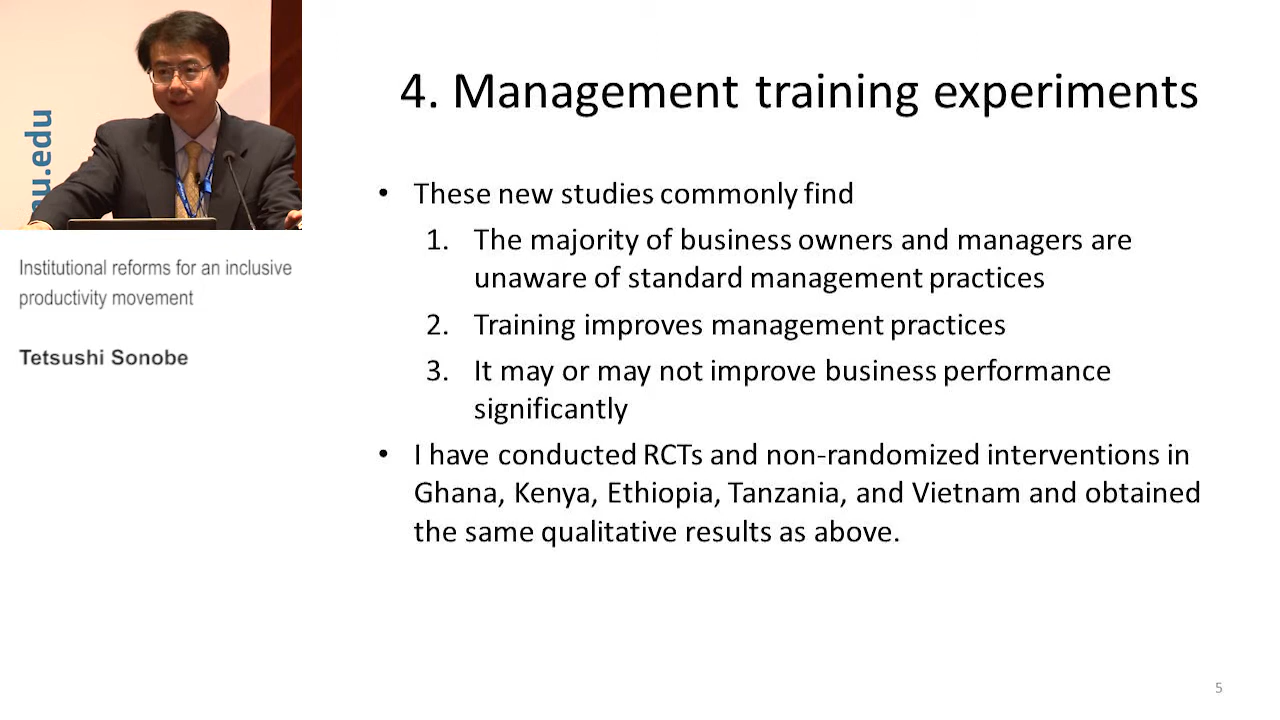 nu.edu
Institutional reforms for an inclusive
productivity movement
Tetsushi Sonobe
4. Management training experiments
• These new studies commonly find
1. The majority of business owners and managers are
unaware of standard management practices
2. Training improves management practices
3. It may or may not improve business performance
significantly
• I have conducted RCTs and non-randomized interventions in
Ghana, Kenya, Ethiopia, Tanzania, and Vietnam and obtained
the same qualitative results as above.
5